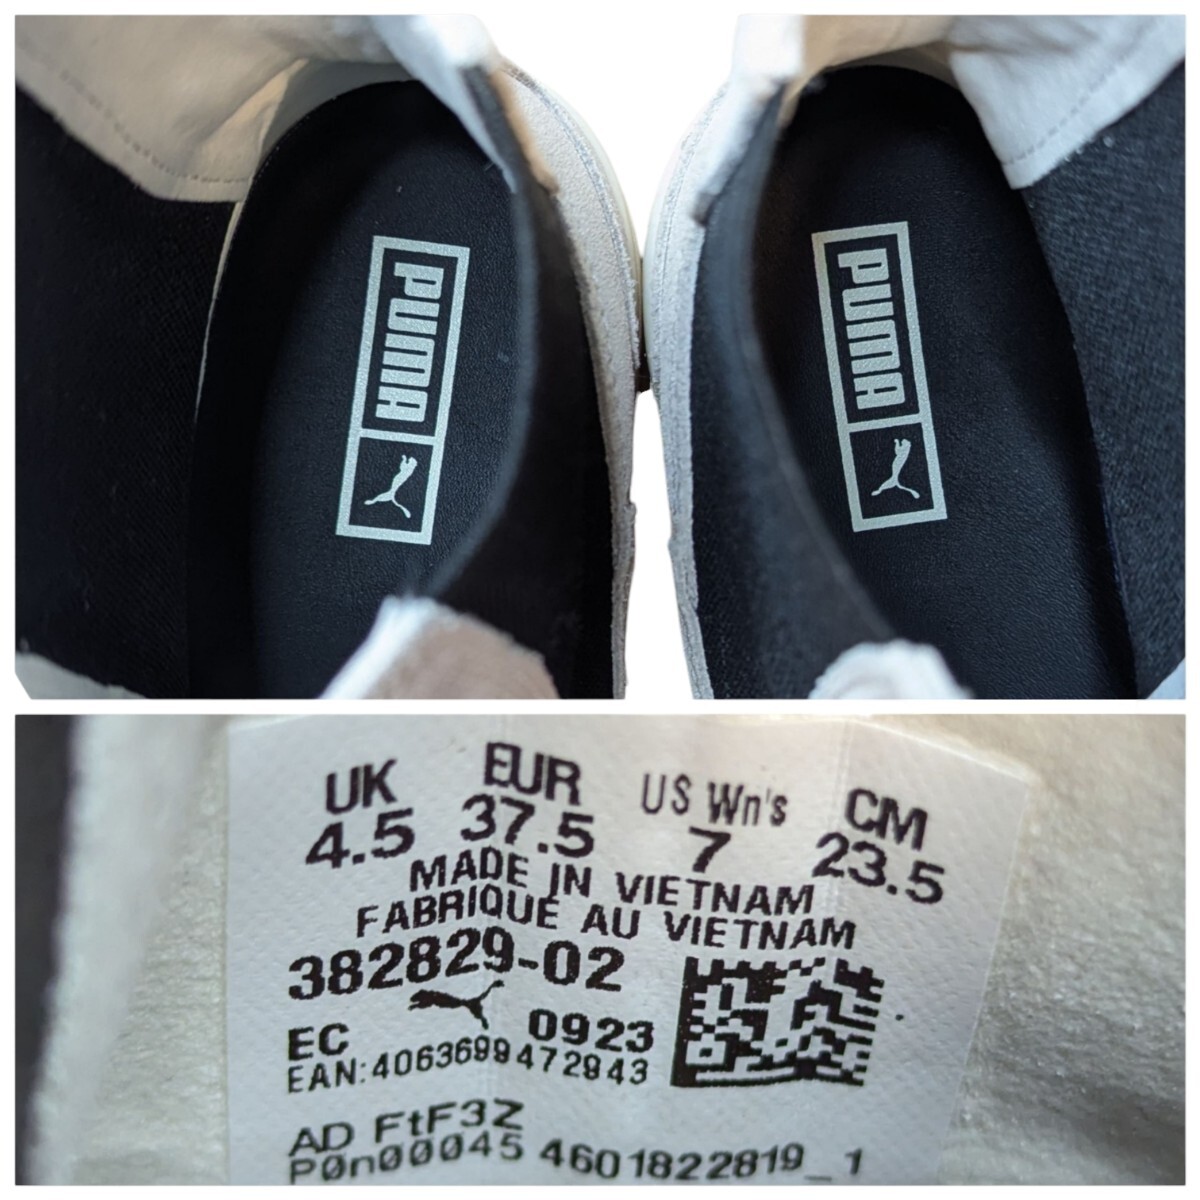 PUMA
PUMA
UK EUR US Wn's CM
4.5 37.5 7 23.5
MADE IN VIETNAM
FABRIQUE AU VIETNAM
382829-02
EC 0923
EAN:4063699472943
AD FtF3Z
P0n00045 4601822819_1